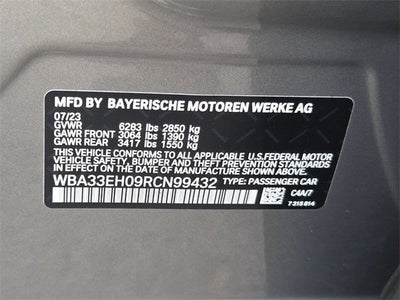 MFD BY BAYERISCHE MOTOREN WERKE AG
07/23
GVWR 6283 lbs 2850 kg
GAWR FRONT 3064 lbs 1390 kg
GAWR REAR 3417 lbs 1550 kg
THIS VEHICLE CONFORMS TO ALL APPLICABLE U.S.FEDERAL MOTOR
VEHICLE SAFETY, BUMPER, AND THEFT PREVENTION
STANDARDS IN EFFECT ON THE DATE OF MANUFACTURE SHOWN ABOVE.
WBA33EH09RCN99432 TYPE: PASSENGER CAR
C4A/7
7 315 814